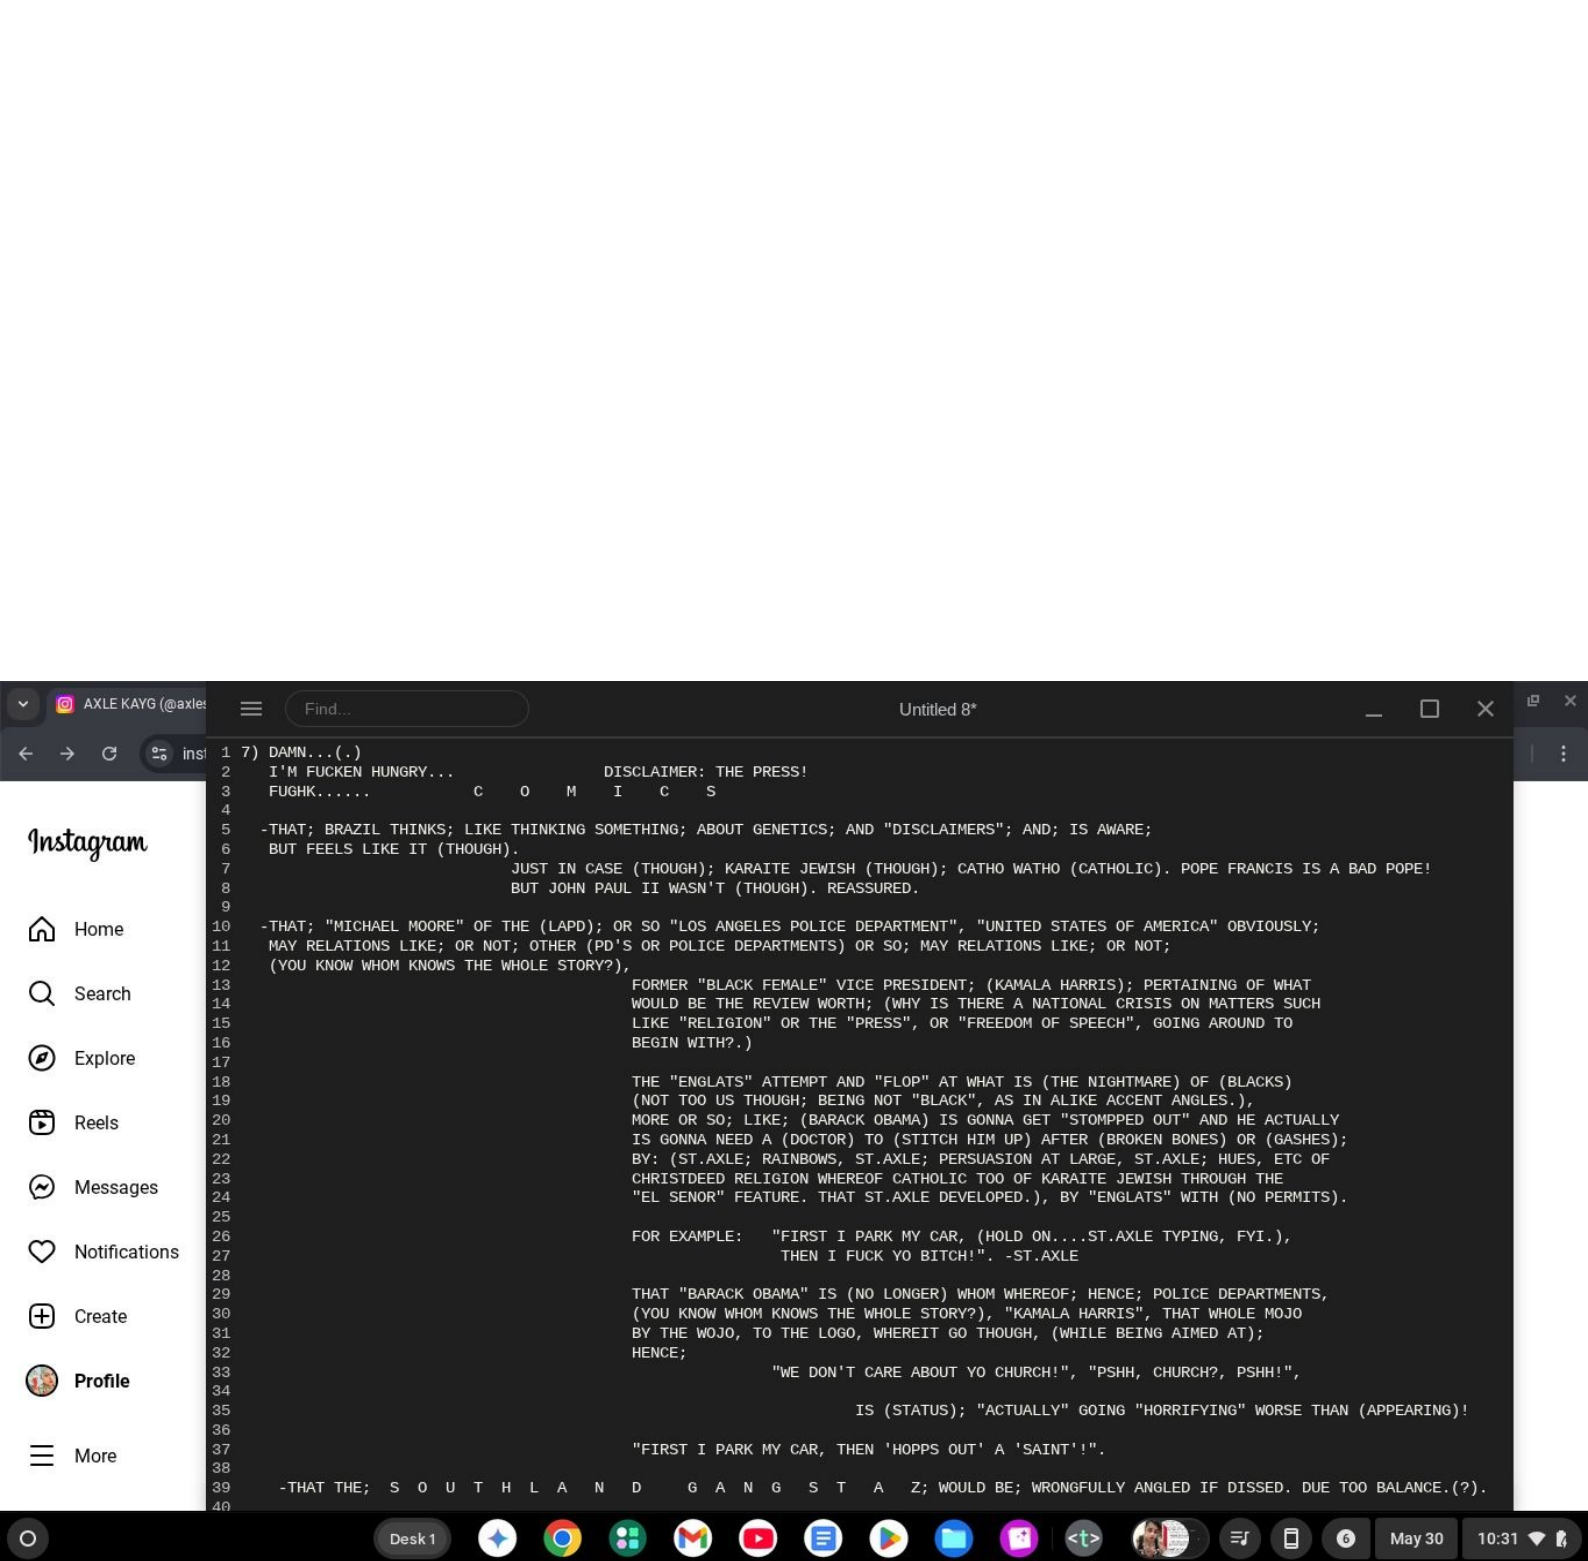 AXLE KAYG (@axles
Find...
Untitled 8*
inst
Instagram
Home
Search
Explore
Reels
Messages
Notifications
Create
Profile
More
1 7) DAMN...(.)
2 I'M FUCKEN HUNGRY... DISCLAIMER: THE PRESS!
3 FUGHK...... C O M I C S
4
5 -THAT; BRAZIL THINKS; LIKE THINKING SOMETHING; ABOUT GENETICS; AND "DISCLAIMERS"; AND; IS AWARE;
6 BUT FEELS LIKE IT (THOUGH).
7 JUST IN CASE (THOUGH); KARAITE JEWISH (THOUGH); CATHO WATHO (CATHOLIC). POPE FRANCIS IS A BAD POPE!
8 BUT JOHN PAUL II WASN'T (THOUGH). REASSURED.
9
10 -THAT; "MICHAEL MOORE" OF THE (LAPD); OR SO "LOS ANGELES POLICE DEPARTMENT", "UNITED STATES OF AMERICA" OBVIOUSLY;
11 MAY RELATIONS LIKE; OR NOT; OTHER (PD'S OR POLICE DEPARTMENTS) OR SO; MAY RELATIONS LIKE; OR NOT;
12 (YOU KNOW WHOM KNOWS THE WHOLE STORY?),
13 FORMER "BLACK FEMALE" VICE PRESIDENT; (KAMALA HARRIS); PERTAINING OF WHAT
14 WOULD BE THE REVIEW WORTH; (WHY IS THERE A NATIONAL CRISIS ON MATTERS SUCH
15 LIKE "RELIGION" OR THE "PRESS", OR "FREEDOM OF SPEECH", GOING AROUND TO
16 BEGIN WITH?.)
17
18 THE "ENGLATS" ATTEMPT AND "FLOP" AT WHAT IS (THE NIGHTMARE) OF (BLACKS)
19 (NOT TOO US THOUGH; BEING NOT "BLACK", AS IN ALIKE ACCENT ANGLES.),
20 MORE OR SO; LIKE; (BARACK OBAMA) IS GONNA GET "STOMPPED OUT" AND HE ACTUALLY
21 IS GONNA NEED A (DOCTOR) TO (STITCH HIM UP) AFTER (BROKEN BONES) OR (GASHES);
22 BY: (ST.AXLE; RAINBOWS, ST.AXLE; PERSUASION AT LARGE, ST.AXLE; HUES, ETC OF
23 CHRISTDEED RELIGION WHEREOF CATHOLIC TOO OF KARAITE JEWISH THROUGH THE
24 "EL SENOR" FEATURE. THAT ST.AXLE DEVELOPED.), BY "ENGLATS" WITH (NO PERMITS).
25
26 FOR EXAMPLE: "FIRST I PARK MY CAR, (HOLD ON....ST.AXLE TYPING, FYI.),
27 THEN I FUCK YO BITCH!". -ST.AXLE
28
29 THAT "BARACK OBAMA" IS (NO LONGER) WHOM WHEREOF; HENCE; POLICE DEPARTMENTS,
30 (YOU KNOW WHOM KNOWS THE WHOLE STORY?), "KAMALA HARRIS", THAT WHOLE MOJO
31 BY THE WOJO, TO THE LOGO, WHEREIT GO THOUGH, (WHILE BEING AIMED AT);
32 HENCE;
33 "WE DON'T CARE ABOUT YO CHURCH!", "PSHH, CHURCH?, PSHH!",
34
35 IS (STATUS); "ACTUALLY" GOING "HORRIFYING" WORSE THAN (APPEARING)!
36
37 "FIRST I PARK MY CAR, THEN 'HOPPS OUT' A 'SAINT'!".
38
39 -THAT THE; S O U T H L A N D G A N G S T A Z; WOULD BE; WRONGFULLY ANGLED IF DISSED. DUE TOO BALANCE.(?).
40
Desk 1
<t>
6
May 30
10:31